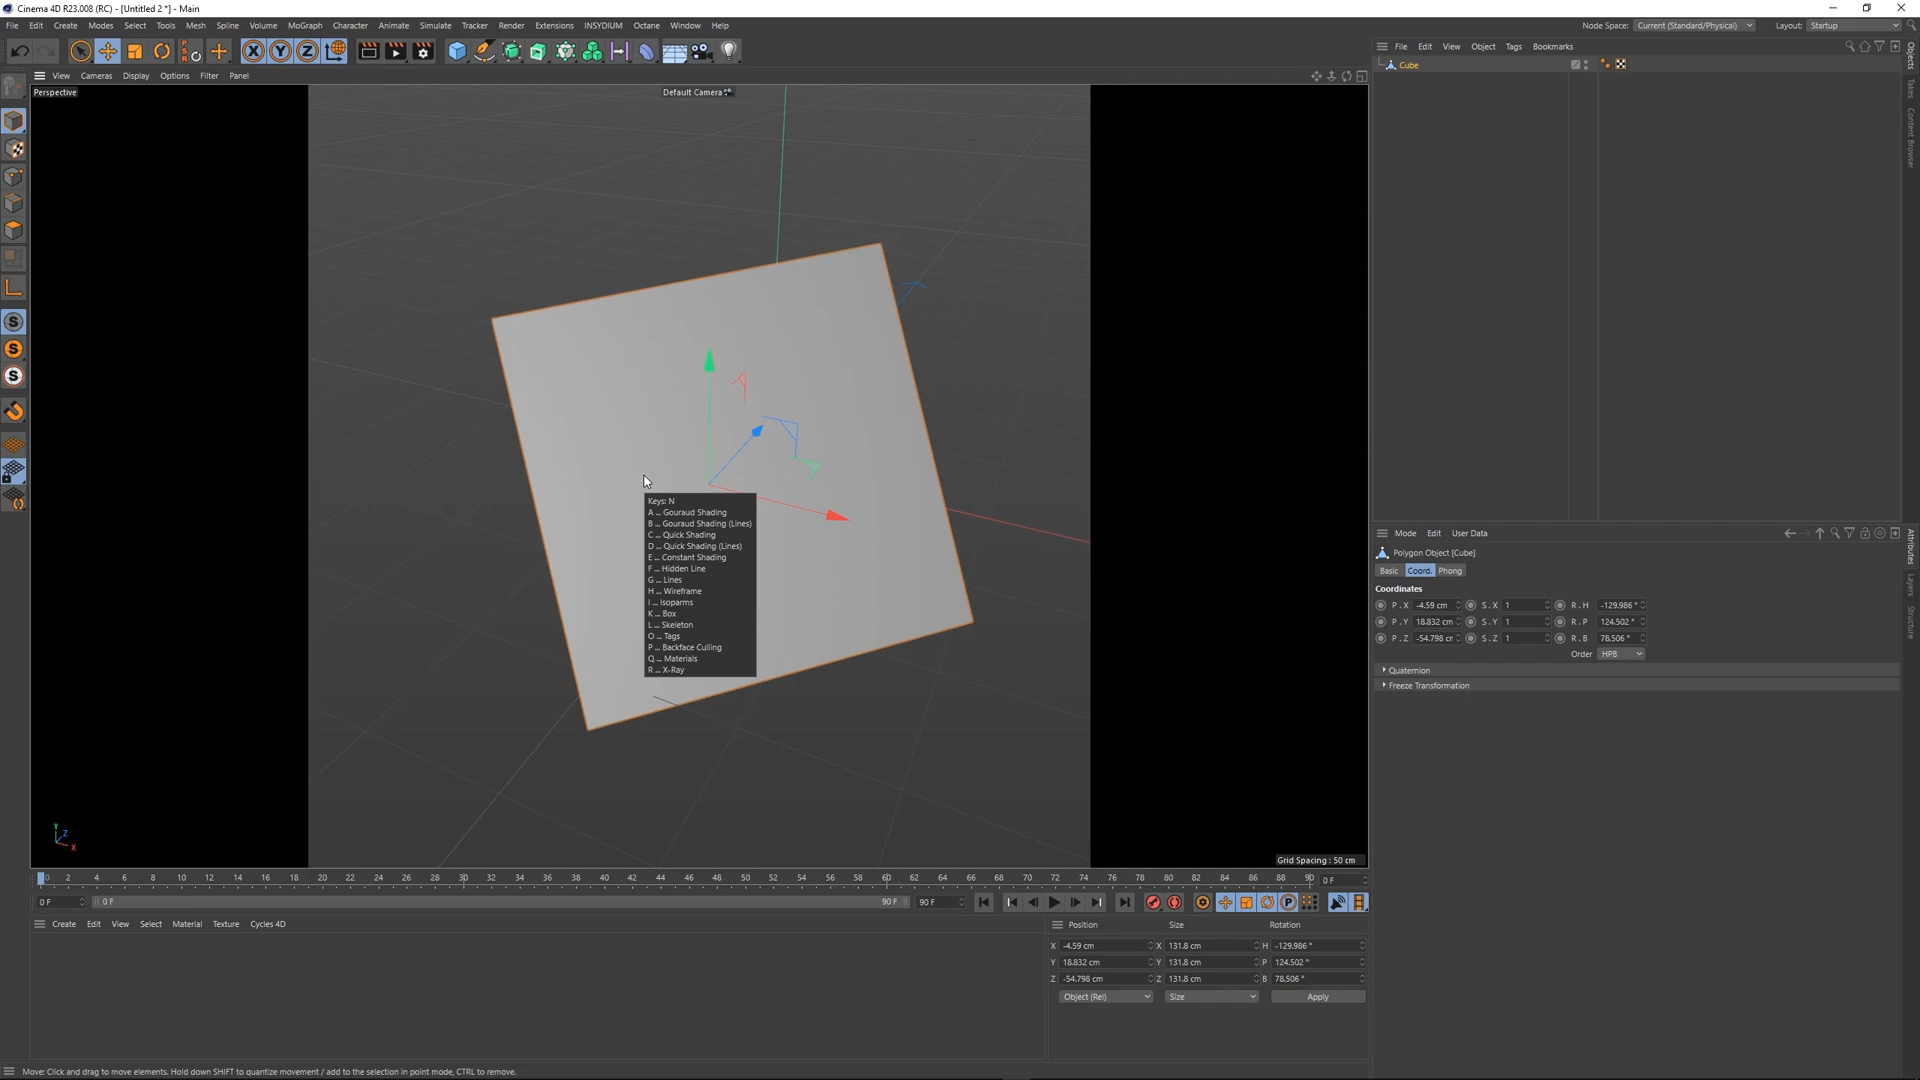 Cinema 4D R23.008 (RC) - [Untitled 2 *] - Main
File Edit Create Modes Select Tools Mesh Spline Volume MoGraph Character Animate Simulate Tracker Render Extensions INSYDIUM Octane Window Help
Node Space: Current (Standard/Physical) Layout: Startup
File Edit View Object Tags Bookmarks
Cube
View Cameras Display Options Filter Panel
Perspective
Default Camera
Keys: N
A ... Gouraud Shading
B ... Gouraud Shading (Lines)
C ... Quick Shading
D ... Quick Shading (Lines)
E ... Constant Shading
F ... Hidden Line
G ... Lines
H ... Wireframe
I ... Isoparms
K ... Box
L ... Skeleton
O ... Tags
P ... Backface Culling
Q ... Materials
R ... X-Ray
Y
Z
X
Grid Spacing : 50 cm
Objects
Takes
Content Browser
Mode Edit User Data
Polygon Object [Cube]
Basic Coord. Phong
Coordinates
P . X -4.59 cm S . X 1 R . H -129.986 °
P . Y 18.832 cm S . Y 1 R . P 124.502 °
P . Z -54.798 cr S . Z 1 R . B 78.506 °
Order HPB
Quaternion
Freeze Transformation
Attributes
Layers
Structure
0 2 4 6 8 10 12 14 16 18 20 22 24 26 28 30 32 34 36 38 40 42 44 46 48 50 52 54 56 58 60 62 64 66 68 70 72 74 76 78 80 82 84 86 88 90 0 F
0 F 0 F 90 F 90 F
Create Edit View Select Material Texture Cycles 4D
Position Size Rotation
X -4.59 cm X 131.8 cm H -129.986 °
Y 18.832 cm Y 131.8 cm P 124.502 °
Z -54.798 cm Z 131.8 cm B 78.506 °
Object (Rel) Size Apply
Move: Click and drag to move elements. Hold down SHIFT to quantize movement / add to the selection in point mode, CTRL to remove.